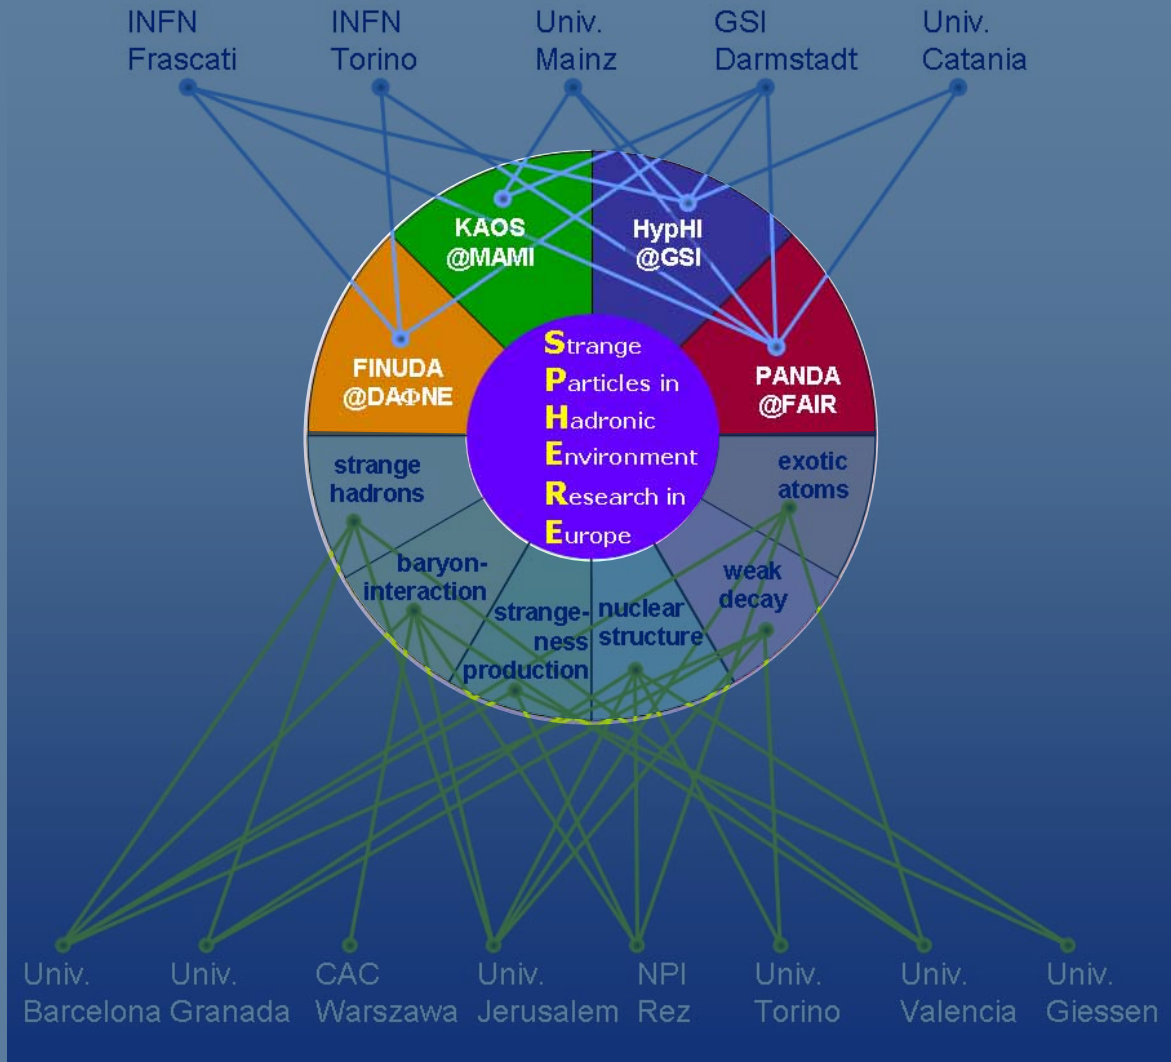 INFN
Frascati
INFN
Torino
Univ.
Mainz
GSI
Darmstadt
Univ.
Catania
KAOS
@MAMI
HypHI
@GSI
FINUDA
@DAΦNE
PANDA
@FAIR
Strange
Particles in
Hadronic
Environment
Research in
Europe
strange
hadrons
baryon-
interaction
strange-
ness
production
nuclear
structure
weak
decay
exotic
atoms
Univ.
Barcelona
Univ.
Granada
CAC
Warszawa
Univ.
Jerusalem
NPI
Rez
Univ.
Torino
Univ.
Valencia
Univ.
Giessen